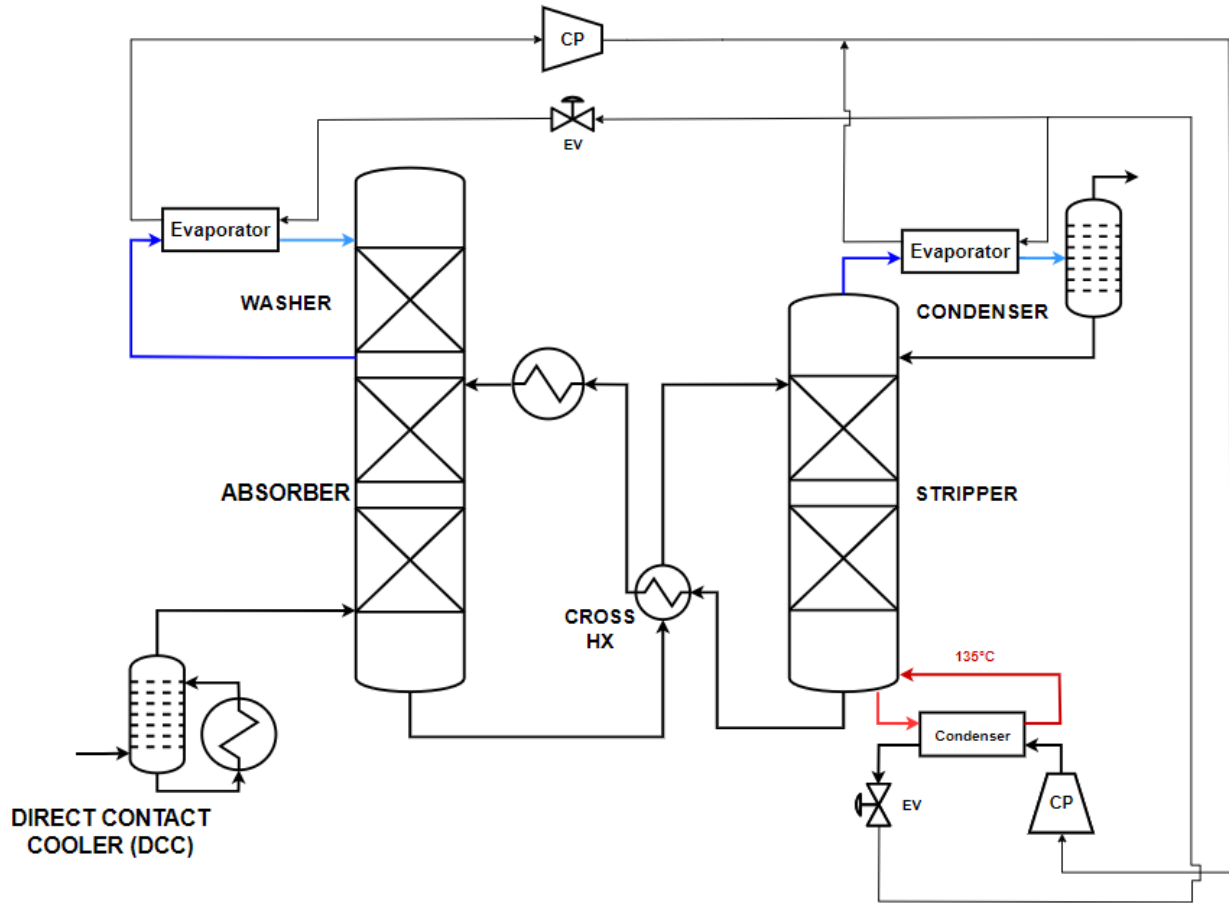 CP
EV
Evaporator
WASHER
Evaporator
CONDENSER
ABSORBER
STRIPPER
CROSS
HX
135°C
Condenser
EV
CP
DIRECT CONTACT
COOLER (DCC)